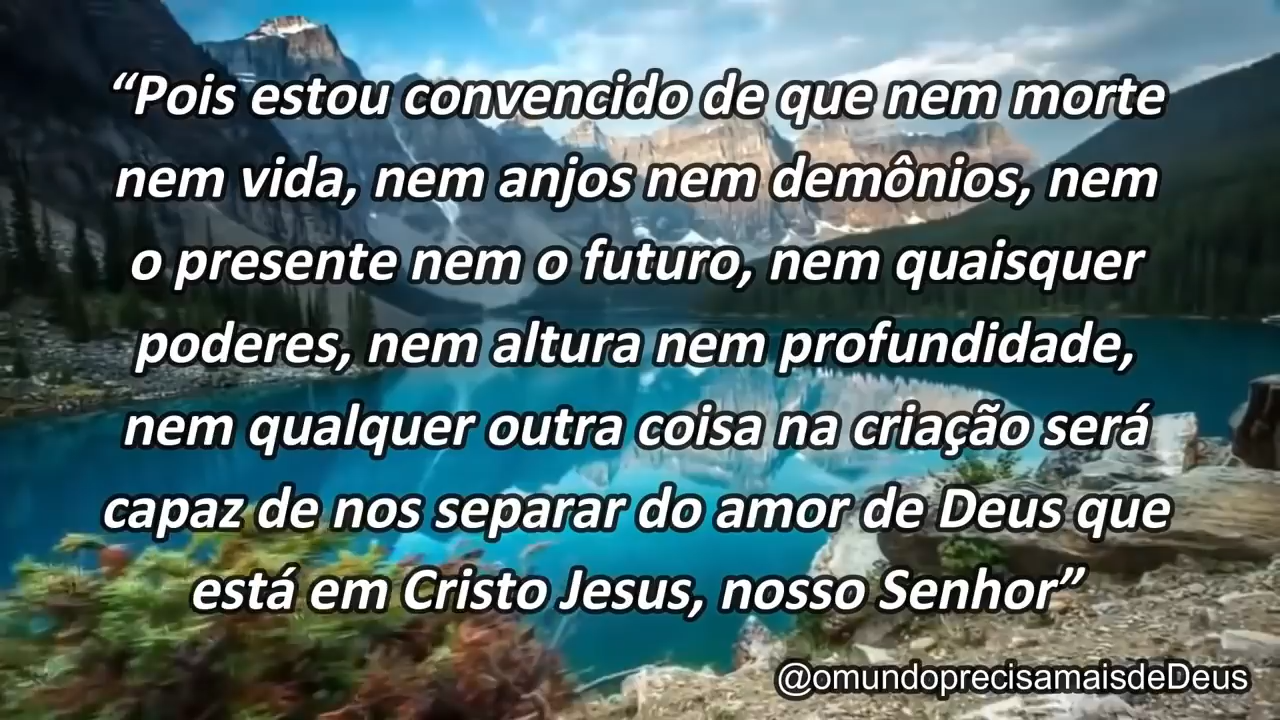 “Pois estou convencido de que nem morte
nem vida, nem anjos nem demônios, nem
o presente nem o futuro, nem quaisquer
poderes, nem altura nem profundidade,
nem qualquer outra coisa na criação será
capaz de nos separar do amor de Deus que
está em Cristo Jesus, nosso Senhor”
@omundoprecisamaisdeDeus